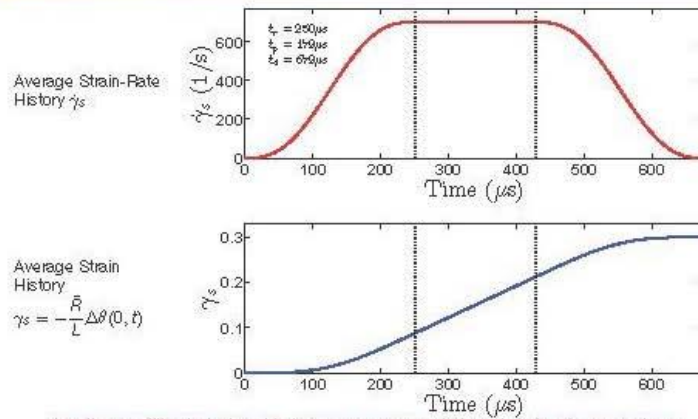 600
400
200
0
γ̇ₛ (1/s)
tᵣ = 250μs
tₚ = 179μs
t_d = 679μs
0 100 200 300 400 500 600
Time (μs)
Average Strain-Rate
History γ̇ₛ
0.3
0.2
0.1
0
γₛ
0 100 200 300 400 500 600
Time (μs)
Average Strain
History
γₛ = -R̄/L Δθ(0, t)